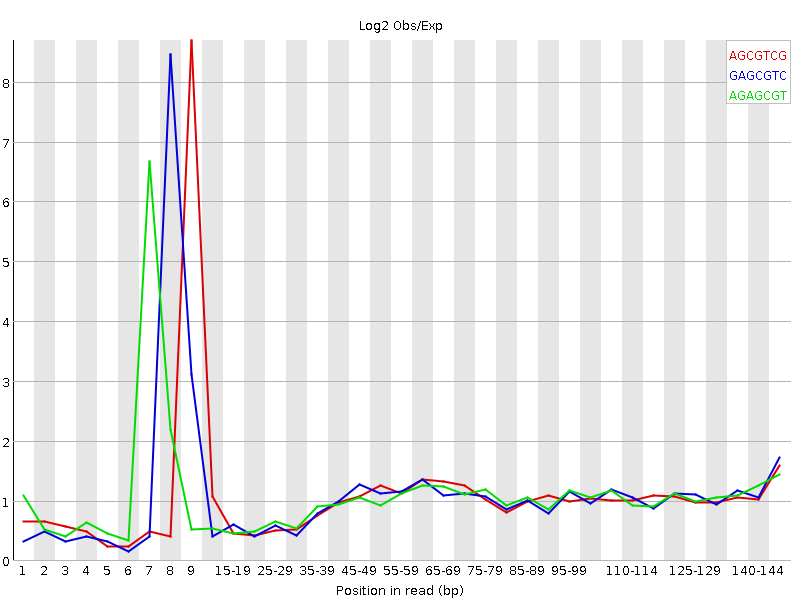 Log2 Obs/Exp
AGCGTCG
GAGCGTC
AGAGCGT
8
7
6
5
4
3
2
1
0
1 2 3 4 5 6 7 8 9 15-19 25-29 35-39 45-49 55-59 65-69 75-79 85-89 95-99 110-114 125-129 140-144
Position in read (bp)